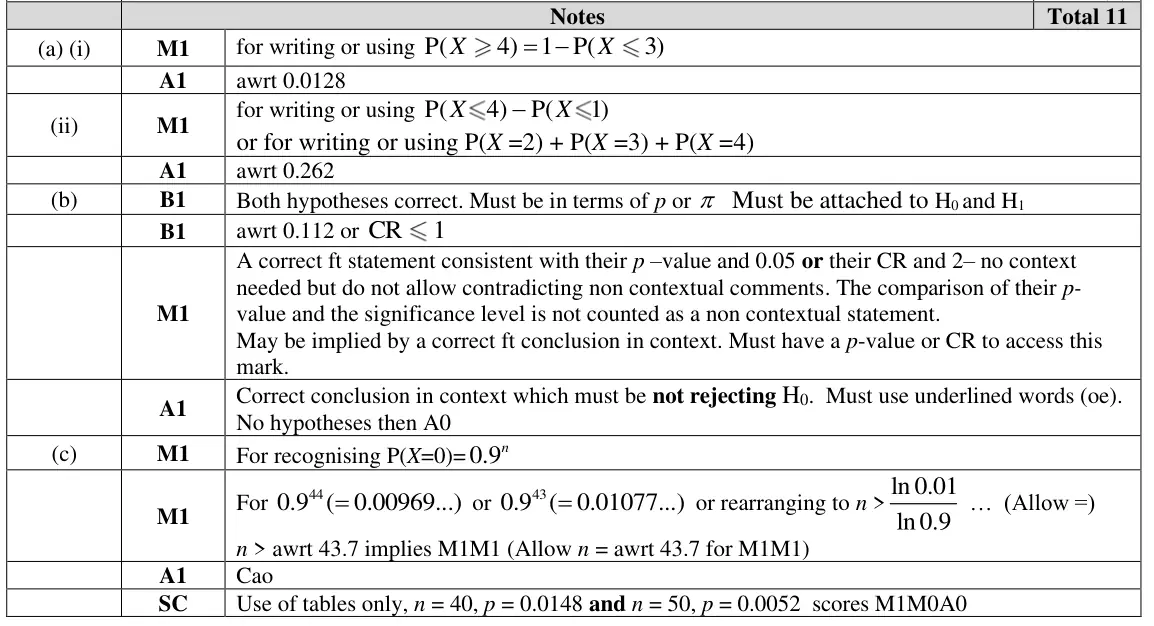 Notes Total 11
(a) (i) M1 for writing or using P(X ⩾ 4) = 1 − P(X ⩽ 3)
A1 awrt 0.0128
(ii) M1 for writing or using P(X⩽4) − P(X⩽1)
or for writing or using P(X =2) + P(X =3) + P(X =4)
A1 awrt 0.262
(b) B1 Both hypotheses correct. Must be in terms of p or π Must be attached to H₀ and H₁
B1 awrt 0.112 or CR ⩽ 1
M1 A correct ft statement consistent with their p –value and 0.05 or their CR and 2– no context
needed but do not allow contradicting non contextual comments. The comparison of their p-
value and the significance level is not counted as a non contextual statement.
May be implied by a correct ft conclusion in context. Must have a p-value or CR to access this
mark.
A1 Correct conclusion in context which must be not rejecting H₀. Must use underlined words (oe).
No hypotheses then A0
(c) M1 For recognising P(X=0)= 0.9ⁿ
M1 For 0.9⁴⁴ (= 0.00969...) or 0.9⁴³ (= 0.01077...) or rearranging to n > ln 0.01 / ln 0.9 … (Allow =)
n > awrt 43.7 implies M1M1 (Allow n = awrt 43.7 for M1M1)
A1 Cao
SC Use of tables only, n = 40, p = 0.0148 and n = 50, p = 0.0052 scores M1M0A0